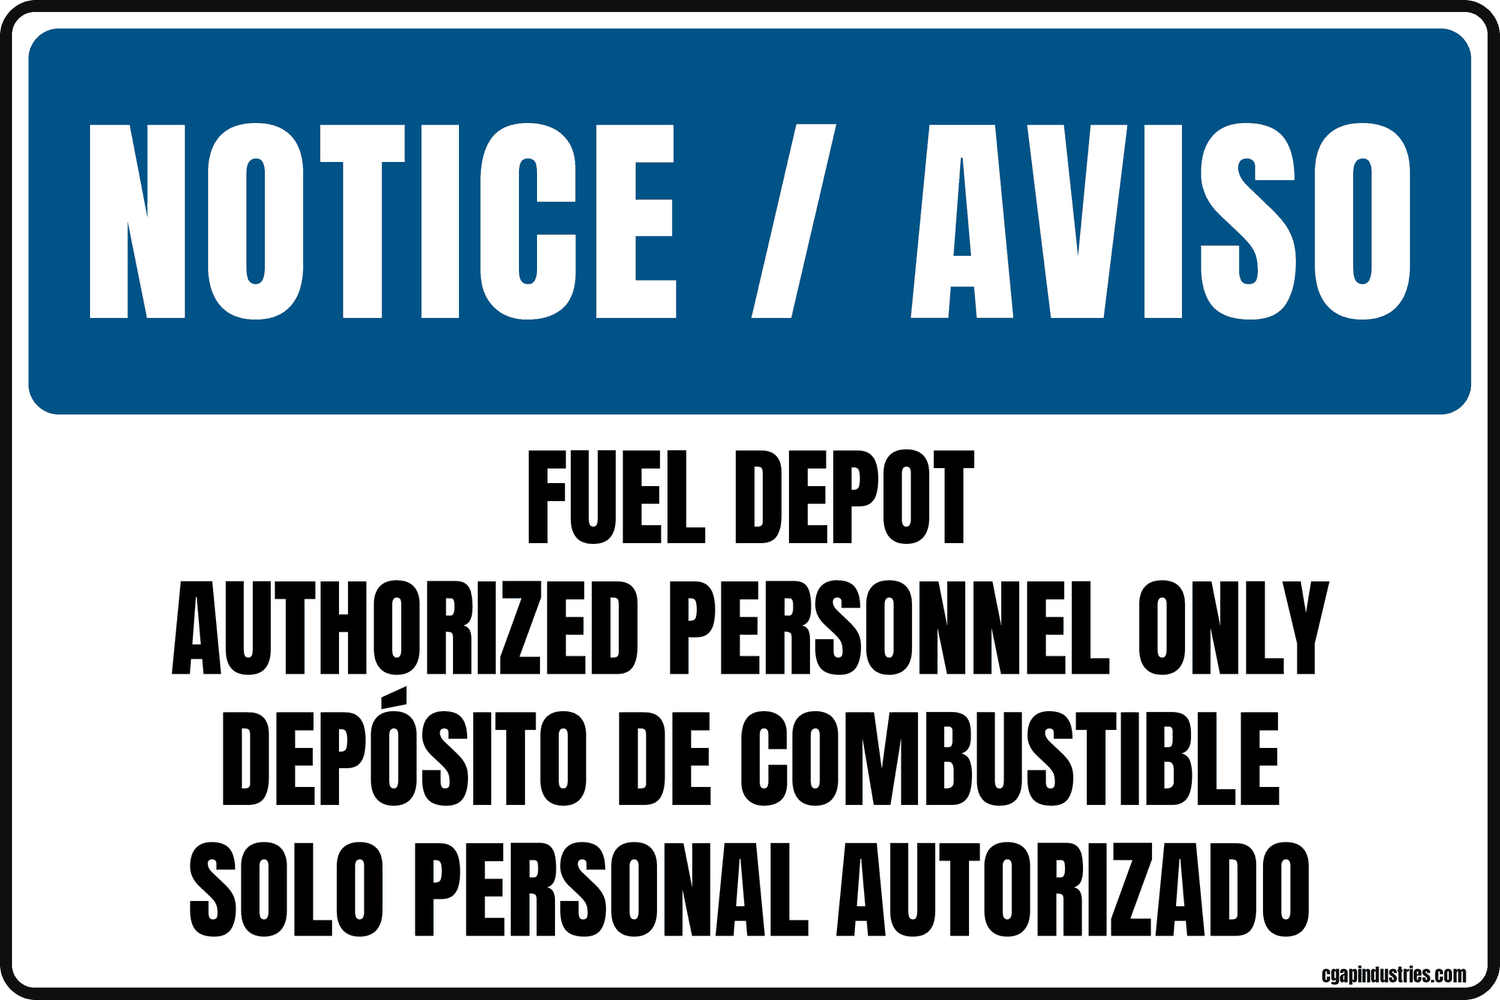 NOTICE / AVISO
FUEL DEPOT
AUTHORIZED PERSONNEL ONLY
DEPÓSITO DE COMBUSTIBLE
SOLO PERSONAL AUTORIZADO
cgapindustries.com